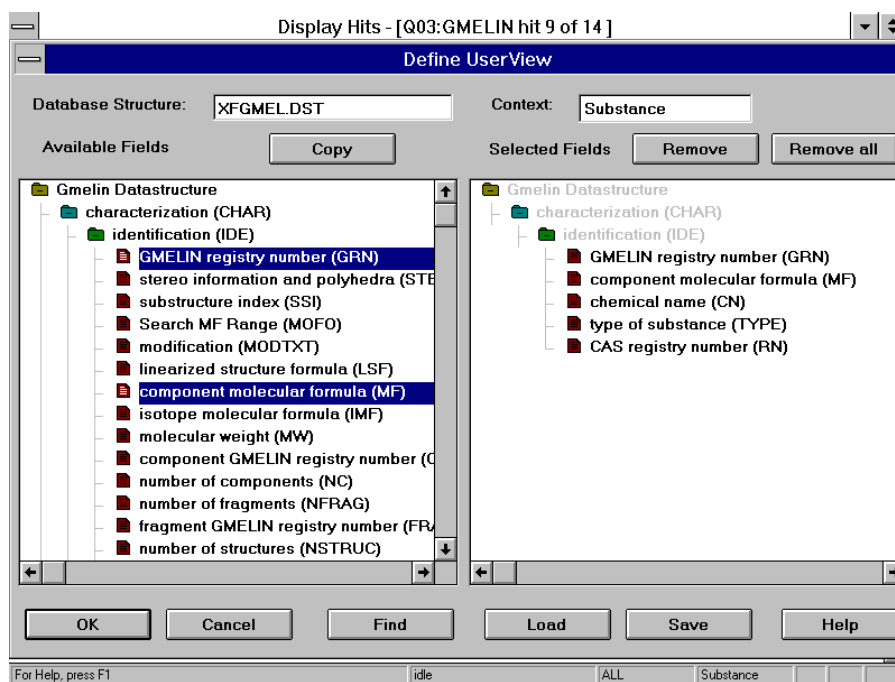 Display Hits - [Q03:GMELIN hit 9 of 14 ]
Define UserView
Database Structure: XFGMEL.DST Context: Substance
Available Fields Copy Selected Fields Remove Remove all
Gmelin Datastructure
characterization (CHAR)
identification (IDE)
GMELIN registry number (GRN)
stereo information and polyhedra (STE
substructure index (SSI)
Search MF Range (MOFO)
modification (MODTXT)
linearized structure formula (LSF)
component molecular formula (MF)
isotope molecular formula (IMF)
molecular weight (MW)
component GMELIN registry number (C
number of components (NC)
number of fragments (NFRAG)
fragment GMELIN registry number (FRA
number of structures (NSTRUC)
Gmelin Datastructure
characterization (CHAR)
identification (IDE)
GMELIN registry number (GRN)
component molecular formula (MF)
chemical name (CN)
type of substance (TYPE)
CAS registry number (RN)
OK Cancel Find Load Save Help
For Help, press F1 idle ALL Substance